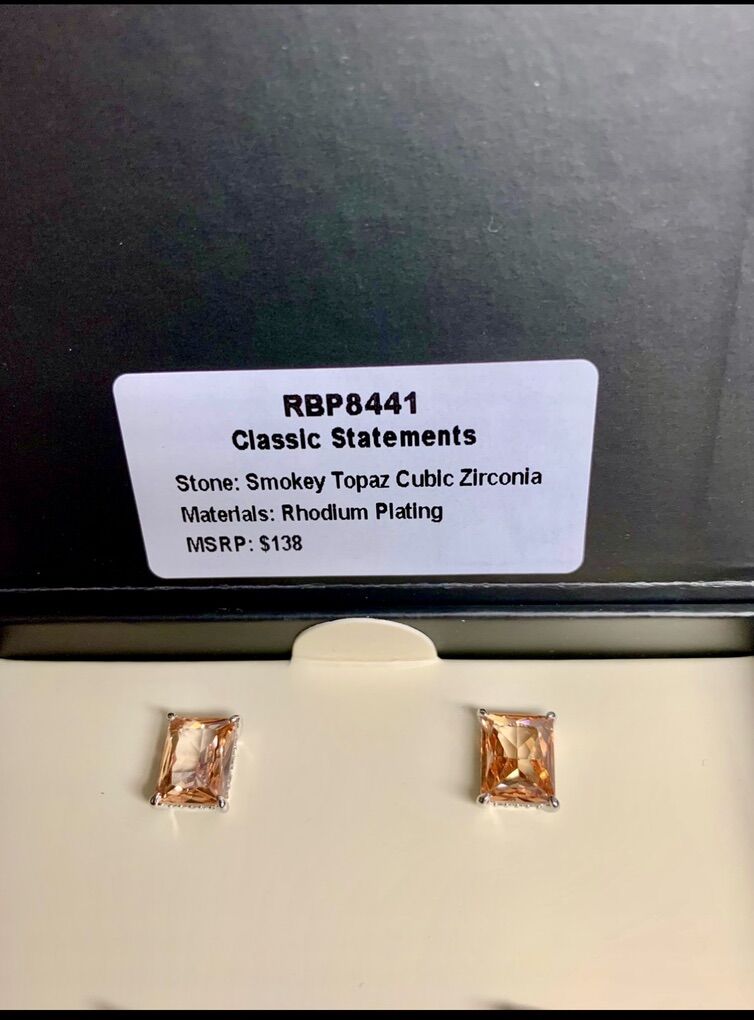 RBP8441
Classic Statements
Stone: Smokey Topaz Cubic Zirconia
Materials: Rhodium Plating
MSRP: $138